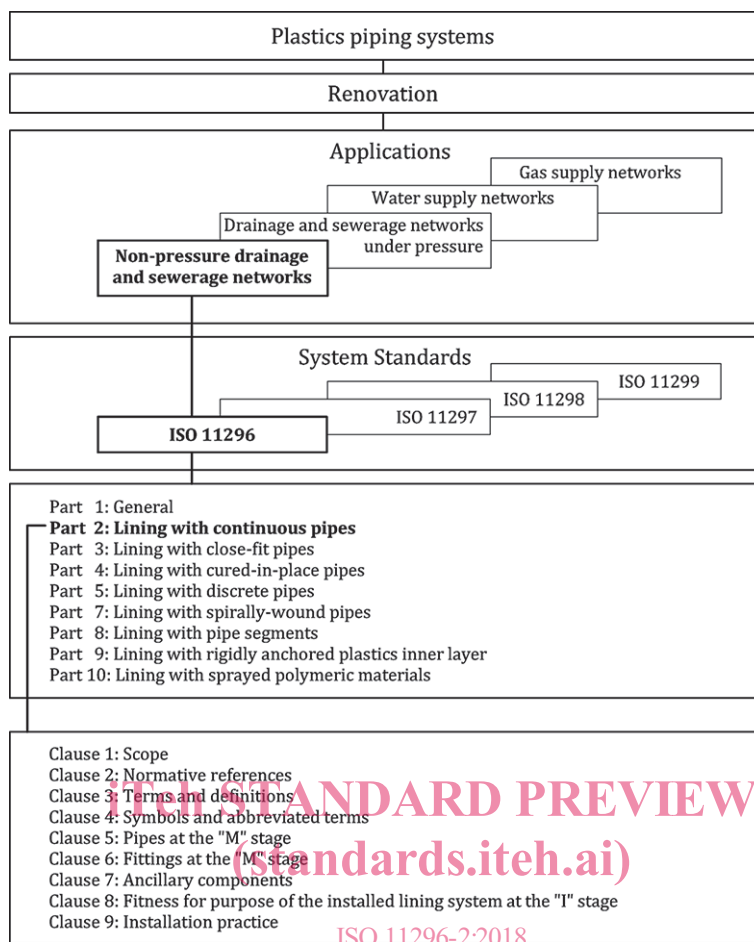 Plastics piping systems
Renovation
Applications
Gas supply networks
Water supply networks
Drainage and sewerage networks
under pressure
Non-pressure drainage
and sewerage networks
System Standards
ISO 11299
ISO 11298
ISO 11297
ISO 11296
Part 1: General
Part 2: Lining with continuous pipes
Part 3: Lining with close-fit pipes
Part 4: Lining with cured-in-place pipes
Part 5: Lining with discrete pipes
Part 7: Lining with spirally-wound pipes
Part 8: Lining with pipe segments
Part 9: Lining with rigidly anchored plastics inner layer
Part 10: Lining with sprayed polymeric materials
Clause 1: Scope
Clause 2: Normative references
Clause 3: Terms and definitions
Clause 4: Symbols and abbreviated terms
Clause 5: Pipes at the "M" stage
Clause 6: Fittings at the "M" stage
Clause 7: Ancillary components
Clause 8: Fitness for purpose of the installed lining system at the "I" stage
Clause 9: Installation practice
iTeh STANDARD PREVIEW
(standards.iteh.ai)
ISO 11296-2:2018